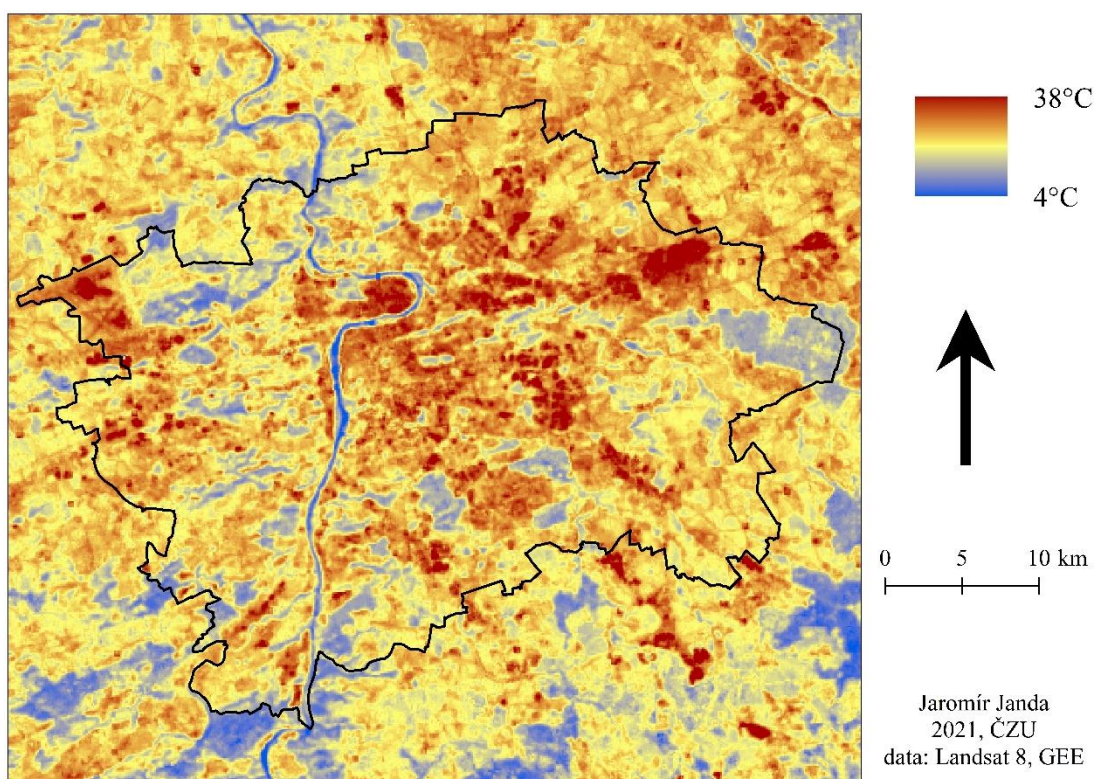 38°C
4°C
0 5 10 km
Jaromír Janda
2021, ČZU
data: Landsat 8, GEE